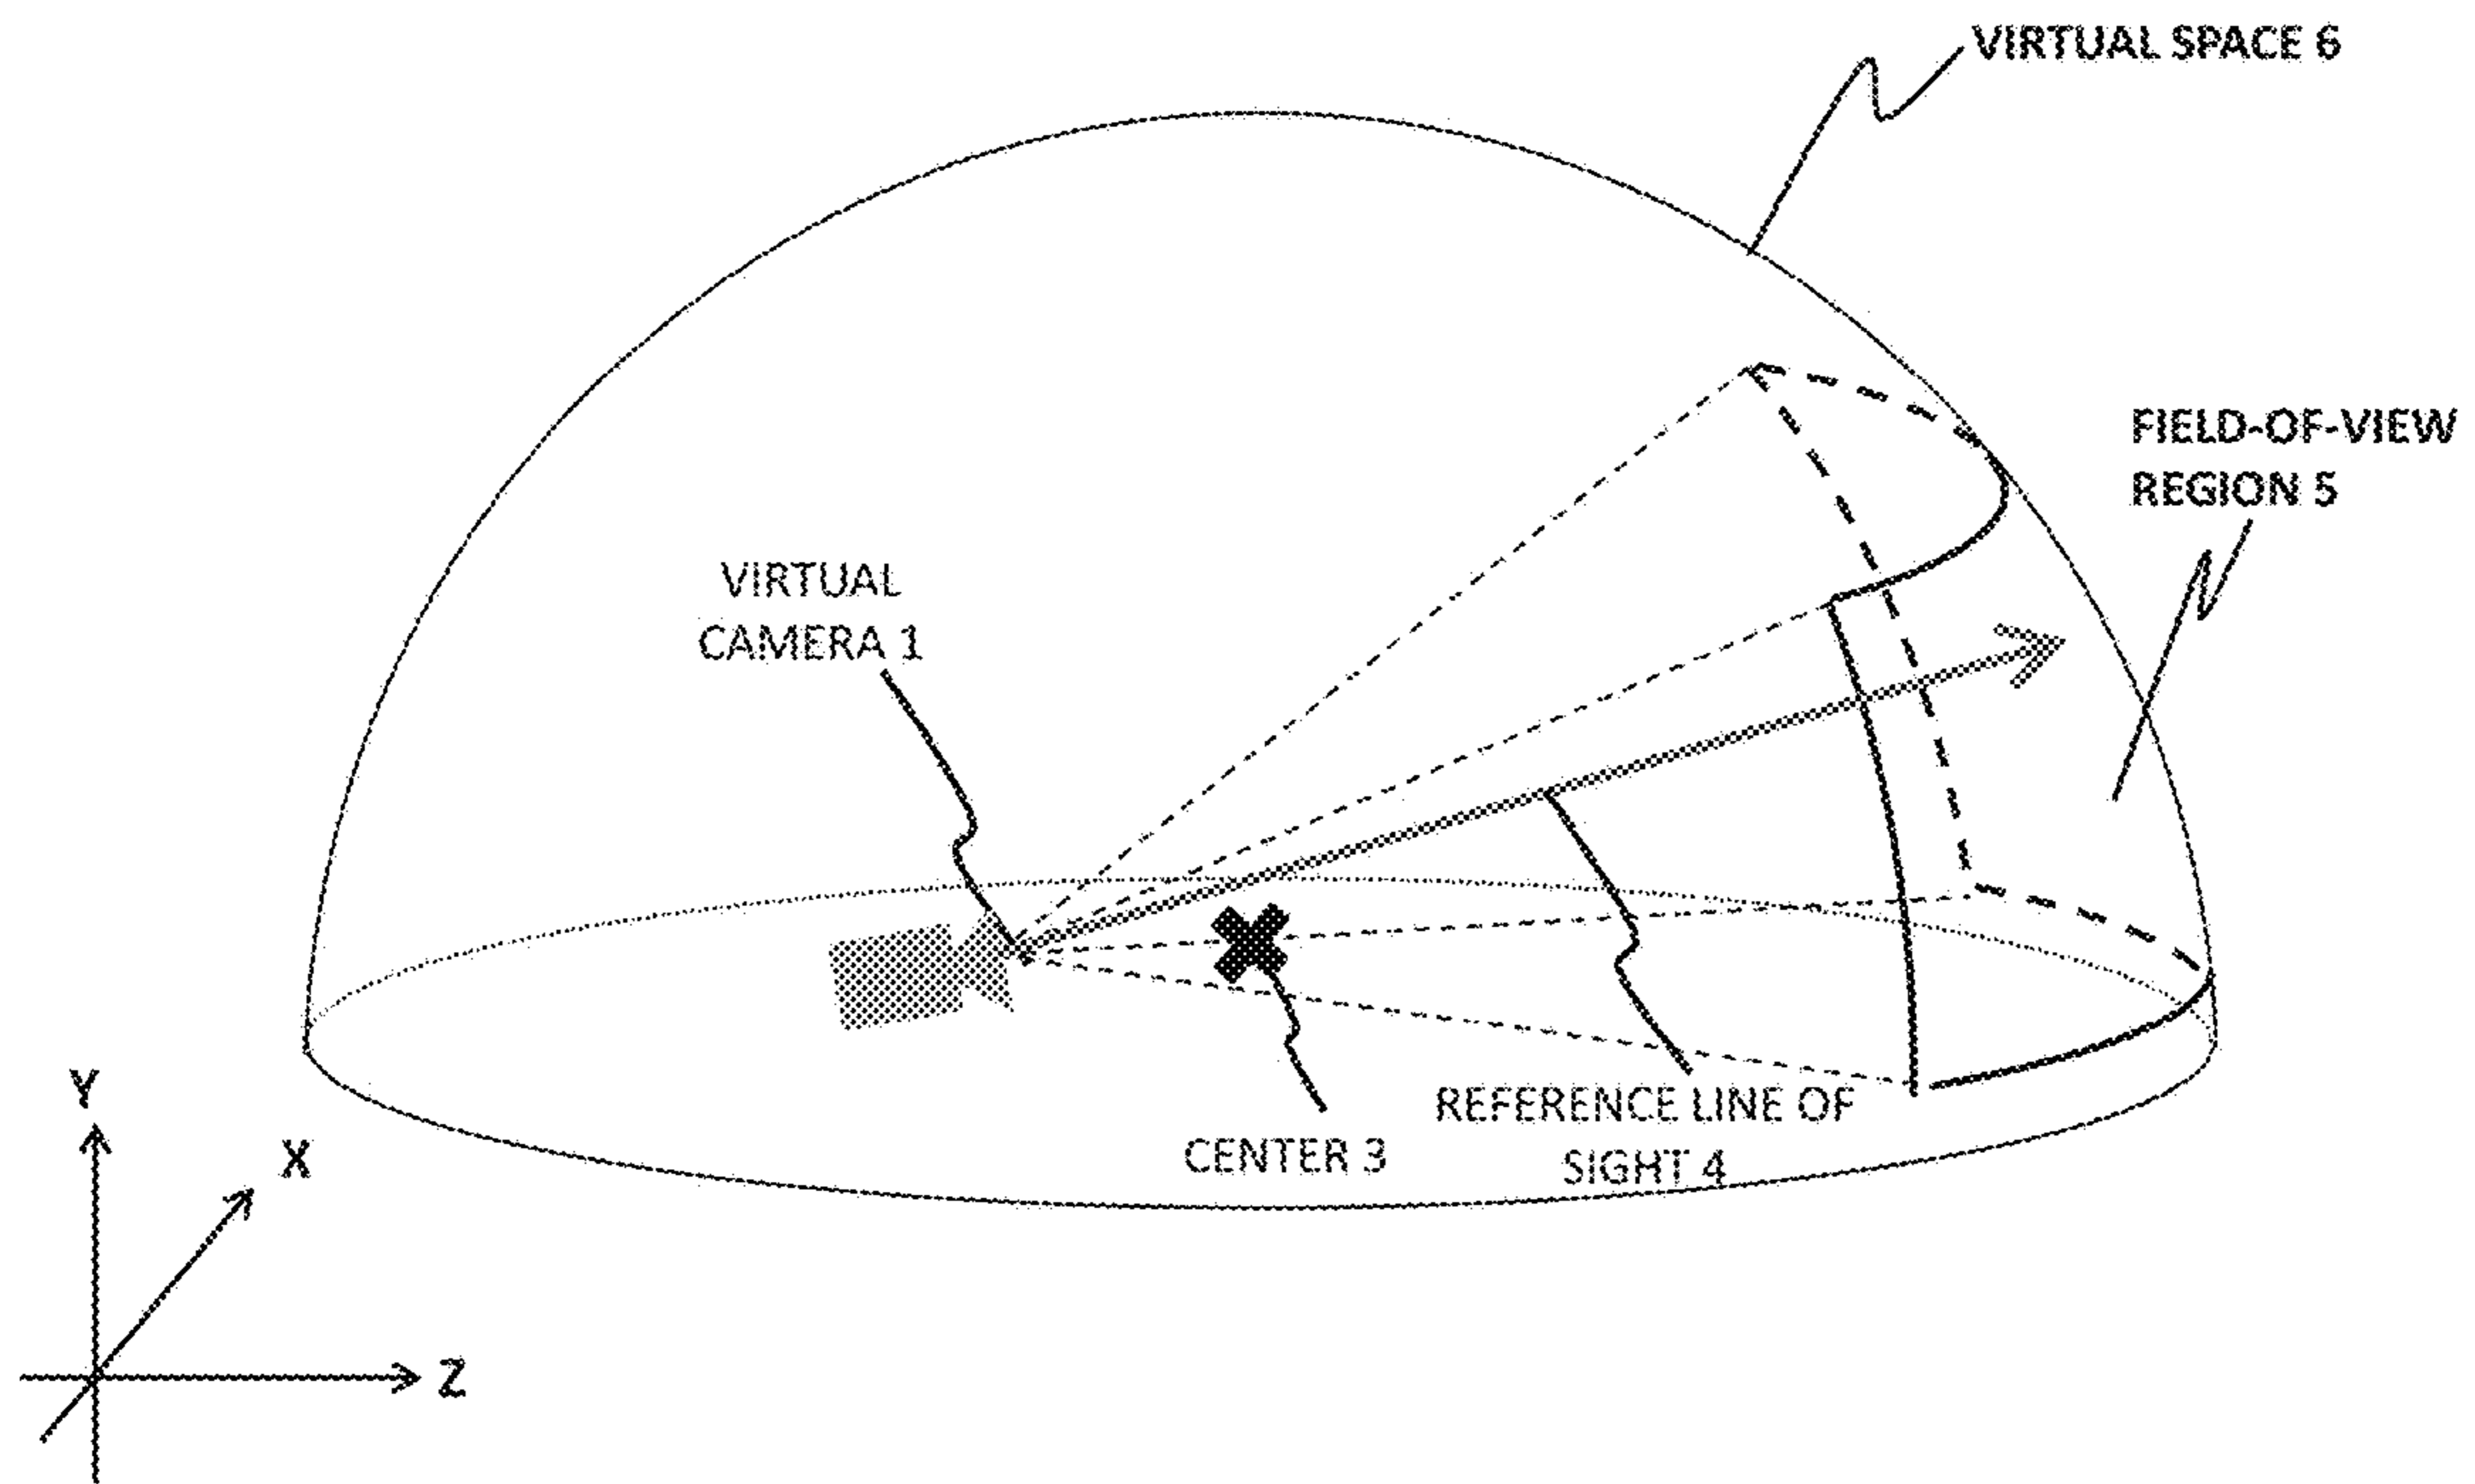 VIRTUAL SPACE 6
FIELD-OF-VIEW
REGION 5
VIRTUAL
CAMERA 1
REFERENCE LINE OF
SIGHT 4
CENTER 3
Y
X
Z